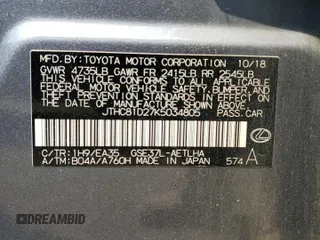 MFD. BY: TOYOTA MOTOR CORPORATION 10/18
GVWR 4735LB GAWR FR 2415LB RR 2545LB
THIS VEHICLE CONFORMS TO ALL APPLICABLE
FEDERAL MOTOR VEHICLE SAFETY, BUMPER, AND
THEFT PREVENTION STANDARDS IN EFFECT ON
THE DATE OF MANUFACTURE SHOWN ABOVE.
JTHC81D27K5034805 PASS.CAR
C/TR: 1H9/EA35 GSE37L-AETLHA
A/TM: B04A/A760H MADE IN JAPAN 574 A
© DRIVEBIDRIDE